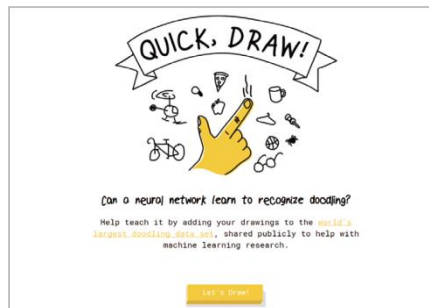 QUICK, DRAW!
Can a neural network learn to recognize doodling?
Help teach it by adding your drawings to the world's
largest doodling data set, shared publicly to help with
machine learning research.
Let's Draw!